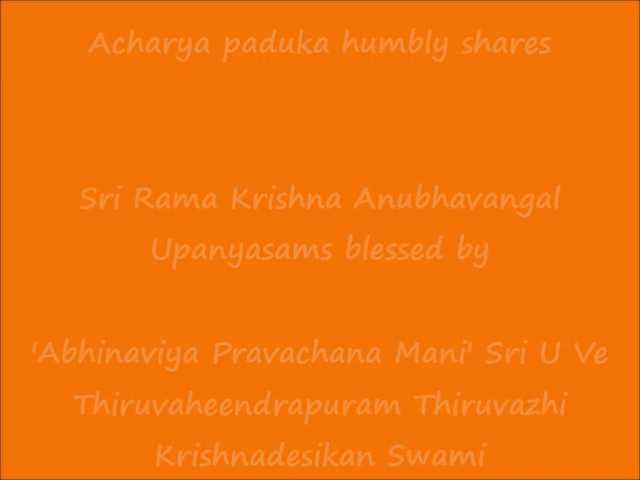 Acharya paduka humbly shares
Sri Rama Krishna Anubhavangal
Upanyasams blessed by
'Abhinaviya Pravachana Mani' Sri U Ve
Thiruvaheendrapuram Thiruvazhi
Krishnadesikan Swami